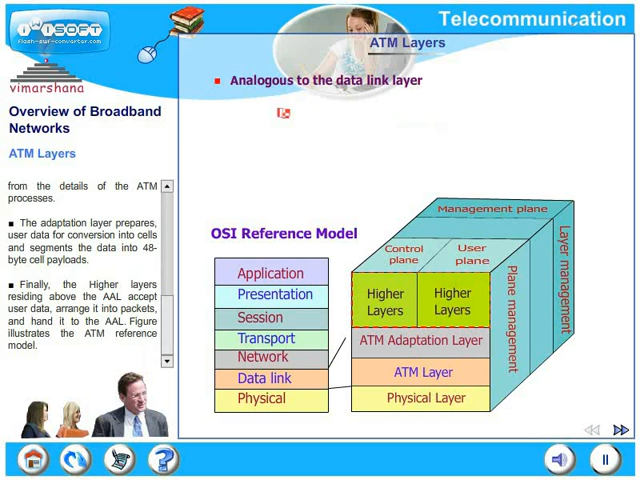 iWiSOFT
flash-swf-converter.com
Telecommunication
ATM Layers
vimarshana
Overview of Broadband
Networks
ATM Layers
from the details of the ATM
processes.
■ The adaptation layer prepares,
user data for conversion into cells
and segments the data into 48-
byte cell payloads.
■ Finally, the Higher layers
residing above the AAL accept
user data, arrange it into packets,
and hand it to the AAL. Figure
illustrates the ATM reference
model.
Analogous to the data link layer
OSI Reference Model
Application
Presentation
Session
Transport
Network
Data link
Physical
Management plane
Control
plane
User
plane
Higher
Layers
Higher
Layers
ATM Adaptation Layer
ATM Layer
Physical Layer
Plane management
Layer management